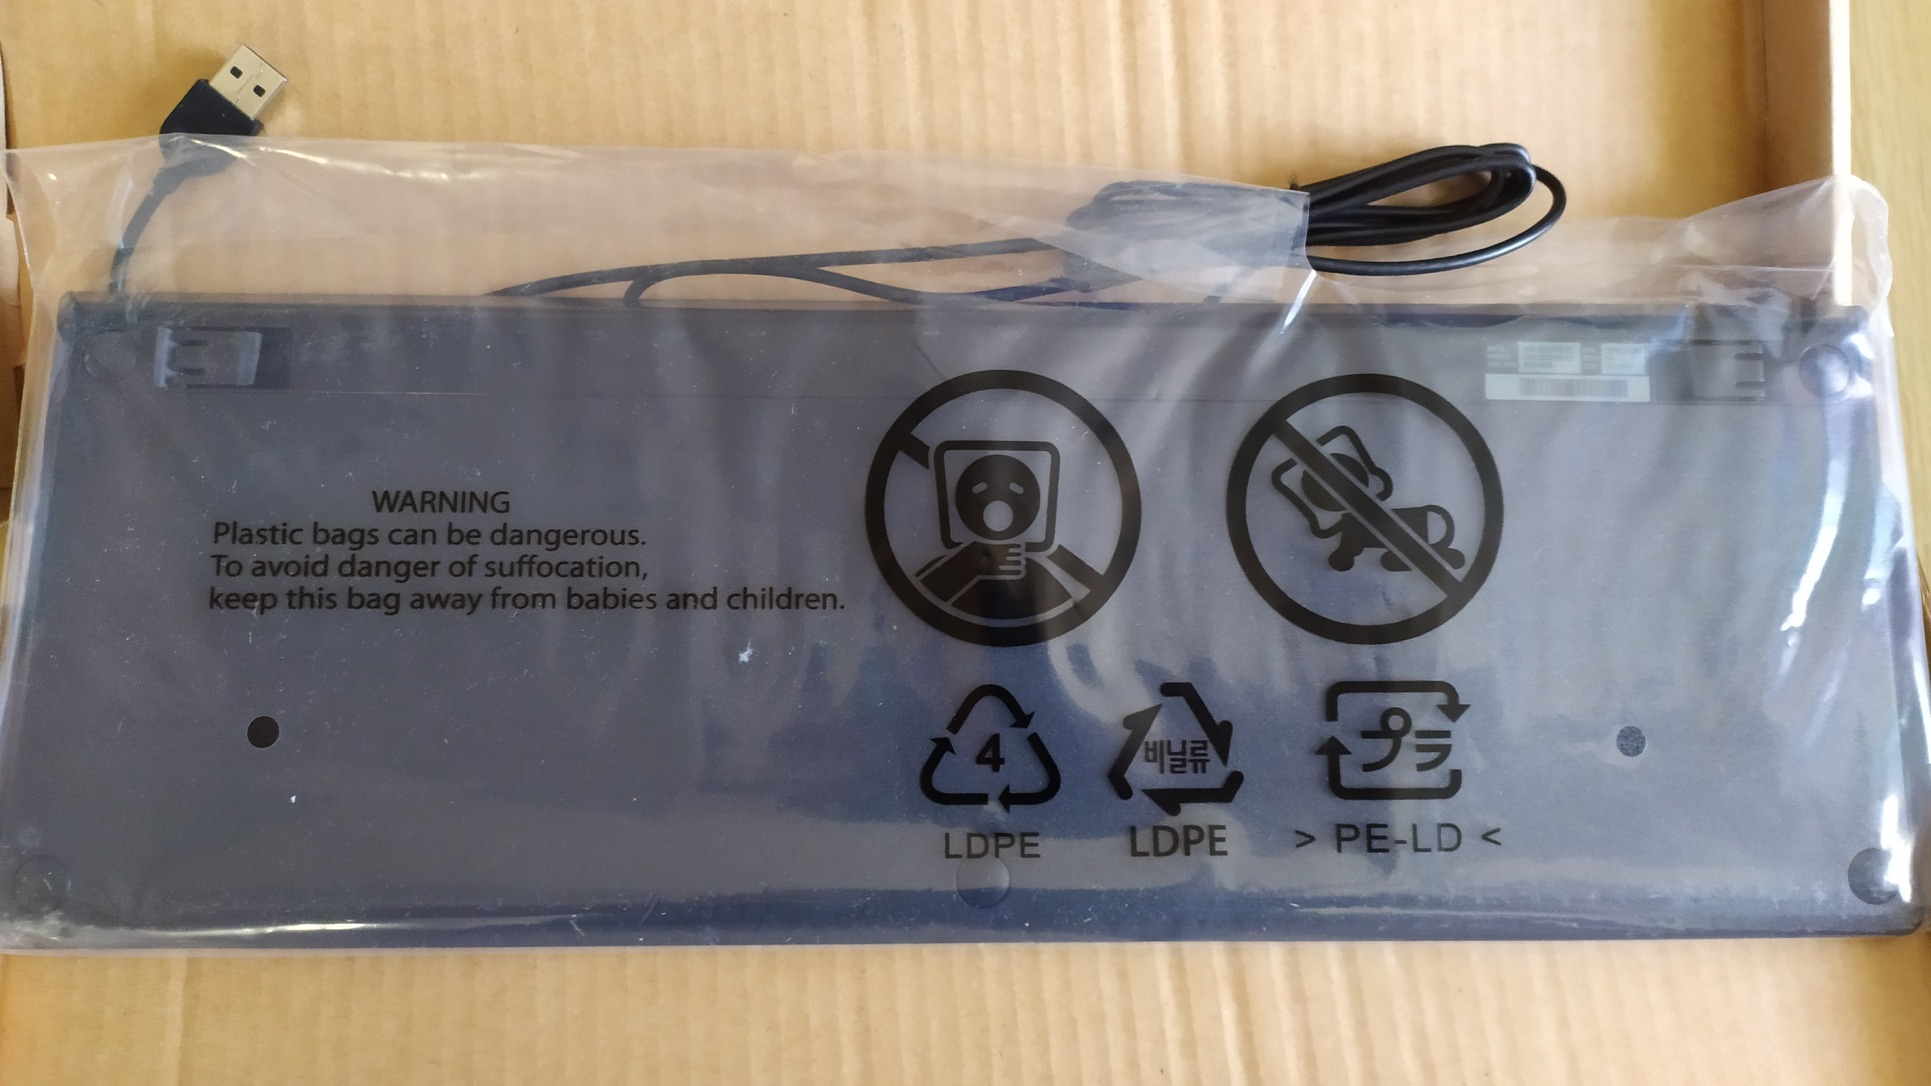 WARNING
Plastic bags can be dangerous.
To avoid danger of suffocation,
keep this bag away from babies and children.
4
비닐류
プラ
LDPE
LDPE
> PE-LD <